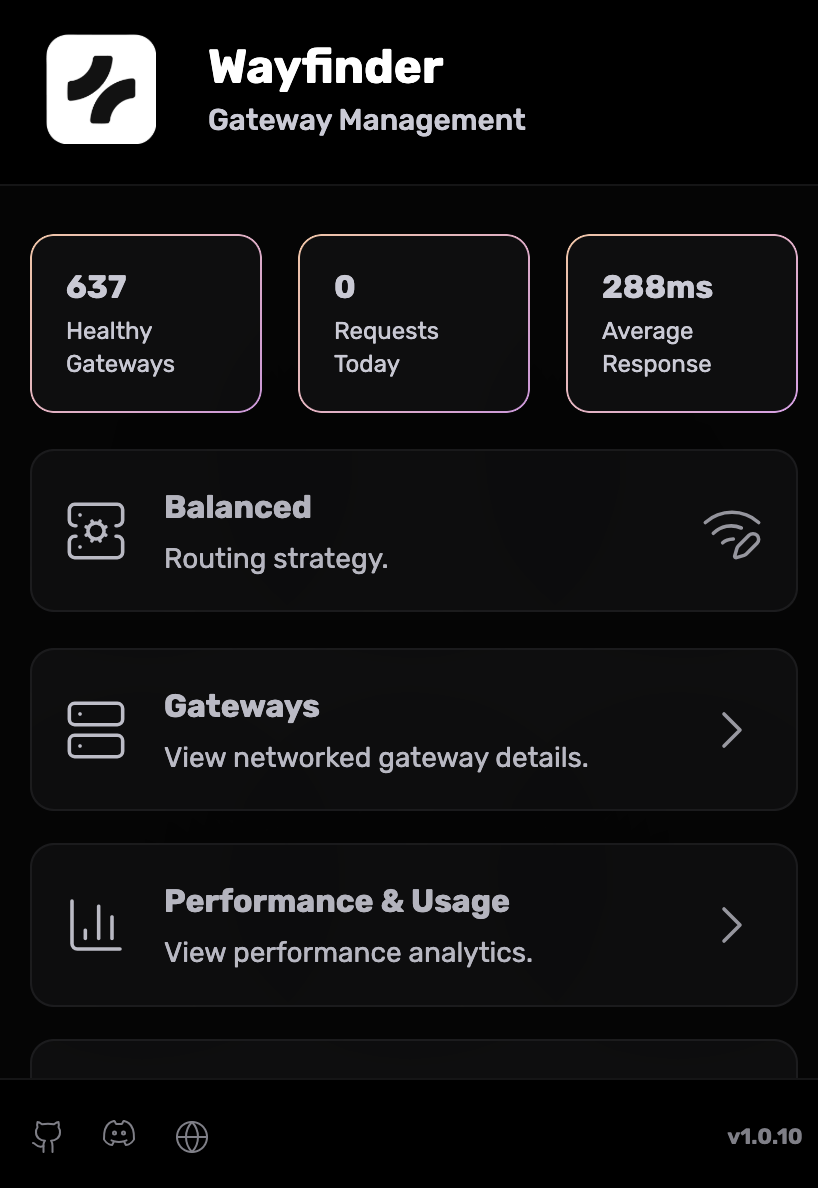 Wayfinder
Gateway Management
637
Healthy
Gateways
0
Requests
Today
288ms
Average
Response
Balanced
Routing strategy.
Gateways
View networked gateway details.
Performance & Usage
View performance analytics.
v1.0.10